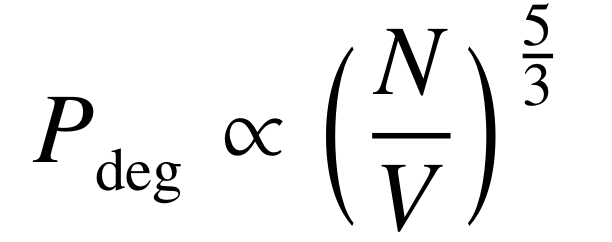 P_deg ∝ (N/V)^(5/3)